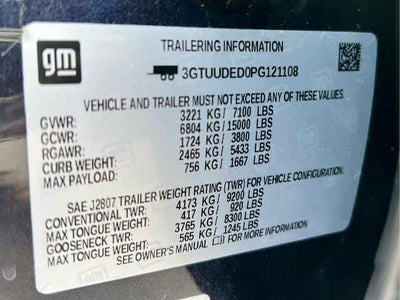 gm
TRAILERING INFORMATION
3GTUUDED0PG121108
VEHICLE AND TRAILER MUST NOT EXCEED ANY OF THESE VALUES:
GVWR: 3221 KG/ 7100 LBS
GCWR: 6804 KG/ 15000 LBS
RGAWR: 1724 KG/ 3800 LBS
CURB WEIGHT: 2465 KG/ 5433 LBS
MAX PAYLOAD: 756 KG/ 1667 LBS
SAE J2807 TRAILER WEIGHT RATING (TWR) FOR VEHICLE CONFIGURATION.
CONVENTIONAL TWR: 4173 KG/ 9200 LBS
MAX TONGUE WEIGHT: 417 KG/ 920 LBS
GOOSENECK TWR: 3765 KG/ 8300 LBS
MAX TONGUE WEIGHT: 565 KG/ 1245 LBS
SEE OWNER'S MANUAL FOR MORE INFORMATION.